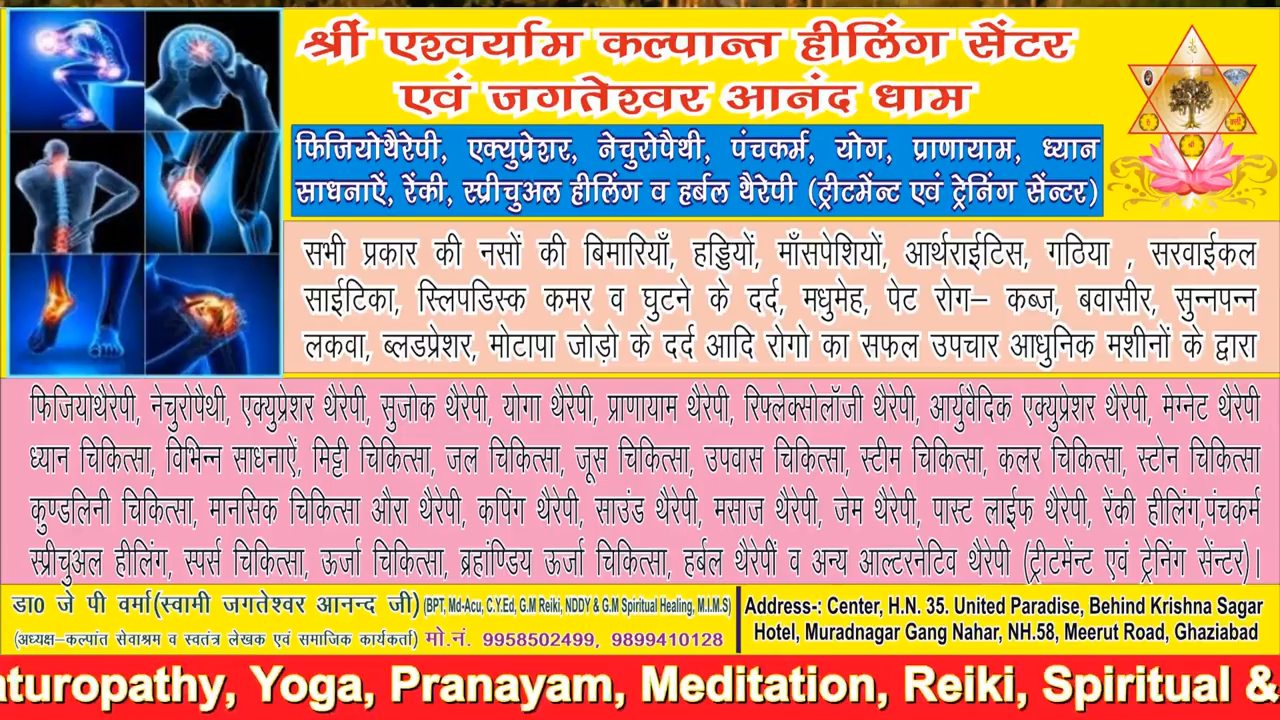 श्रीं एश्वर्याम कल्पान्त हीलिंग सेंटर
एवं जगतेश्वर आनंद धाम
फिजियोथैरेपी, एक्युप्रेशर, नेचुरोपैथी, पंचकर्म, योग, प्राणायाम, ध्यान
साधनाऐं, रेंकी, स्प्रीचुअल हीलिंग व हर्बल थैरेपी (ट्रीटमेंन्ट एवं ट्रेनिंग सेंन्टर)
सभी प्रकार की नसों की बिमारियाँ, हड्डियों, माँसपेशियों, आर्थराईटिस, गठिया , सरवाईकल
साईटिका, स्लिपडिस्क कमर व घुटने के दर्द, मधुमेह, पेट रोग– कब्ज, बवासीर, सुन्नपन्न
लकवा, ब्लडप्रेशर, मोटापा जोड़ो के दर्द आदि रोगो का सफल उपचार आधुनिक मशीनों के द्वारा
फिजियोथैरेपी, नेचुरोपैथी, एक्युप्रेशर थैरेपी, सुजोक थैरेपी, योगा थैरेपी, प्राणायाम थैरेपी, रिफ्लेक्सोलॉजी थैरेपी, आर्युवैदिक एक्युप्रेशर थैरेपी, मेग्नेट थैरेपी
ध्यान चिकित्सा, विभिन्न साधनाऐं, मिट्टी चिकित्सा, जल चिकित्सा, जूस चिकित्सा, उपवास चिकित्सा, स्टीम चिकित्सा, कलर चिकित्सा, स्टोन चिकित्सा
कुण्डलिनी चिकित्सा, मानसिक चिकित्सा औरा थैरेपी, कपिंग थैरेपी, साउंड थैरेपी, मसाज थैरेपी, जेम थैरेपी, पास्ट लाईफ थैरेपी, रेंकी हीलिंग,पंचकर्म
स्प्रीचुअल हीलिंग, स्पर्स चिकित्सा, ऊर्जा चिकित्सा, ब्रहांण्डिय ऊर्जा चिकित्सा, हर्बल थैरेपीं व अन्य आल्टरनेटिव थैरेपी (ट्रीटमेंन्ट एवं ट्रेनिंग सेंन्टर)।
डा0 जे पी वर्मा(स्वामी जगतेश्वर आनन्द जी) (BPT, Md-Acu, C.Y.Ed, G.M Reiki, NDDY & G.M Spiritual Healing, M.I.M.S)
(अध्यक्ष–कल्पांत सेवाश्रम व स्वतंत्र लेखक एवं समाजिक कार्यकर्ता) मो.नं. 9958502499, 9899410128
Address-: Center, H.N. 35. United Paradise, Behind Krishna Sagar
Hotel, Muradnagar Gang Nahar, NH.58, Meerut Road, Ghaziabad
aturopathy, Yoga, Pranayam, Meditation, Reiki, Spiritual &